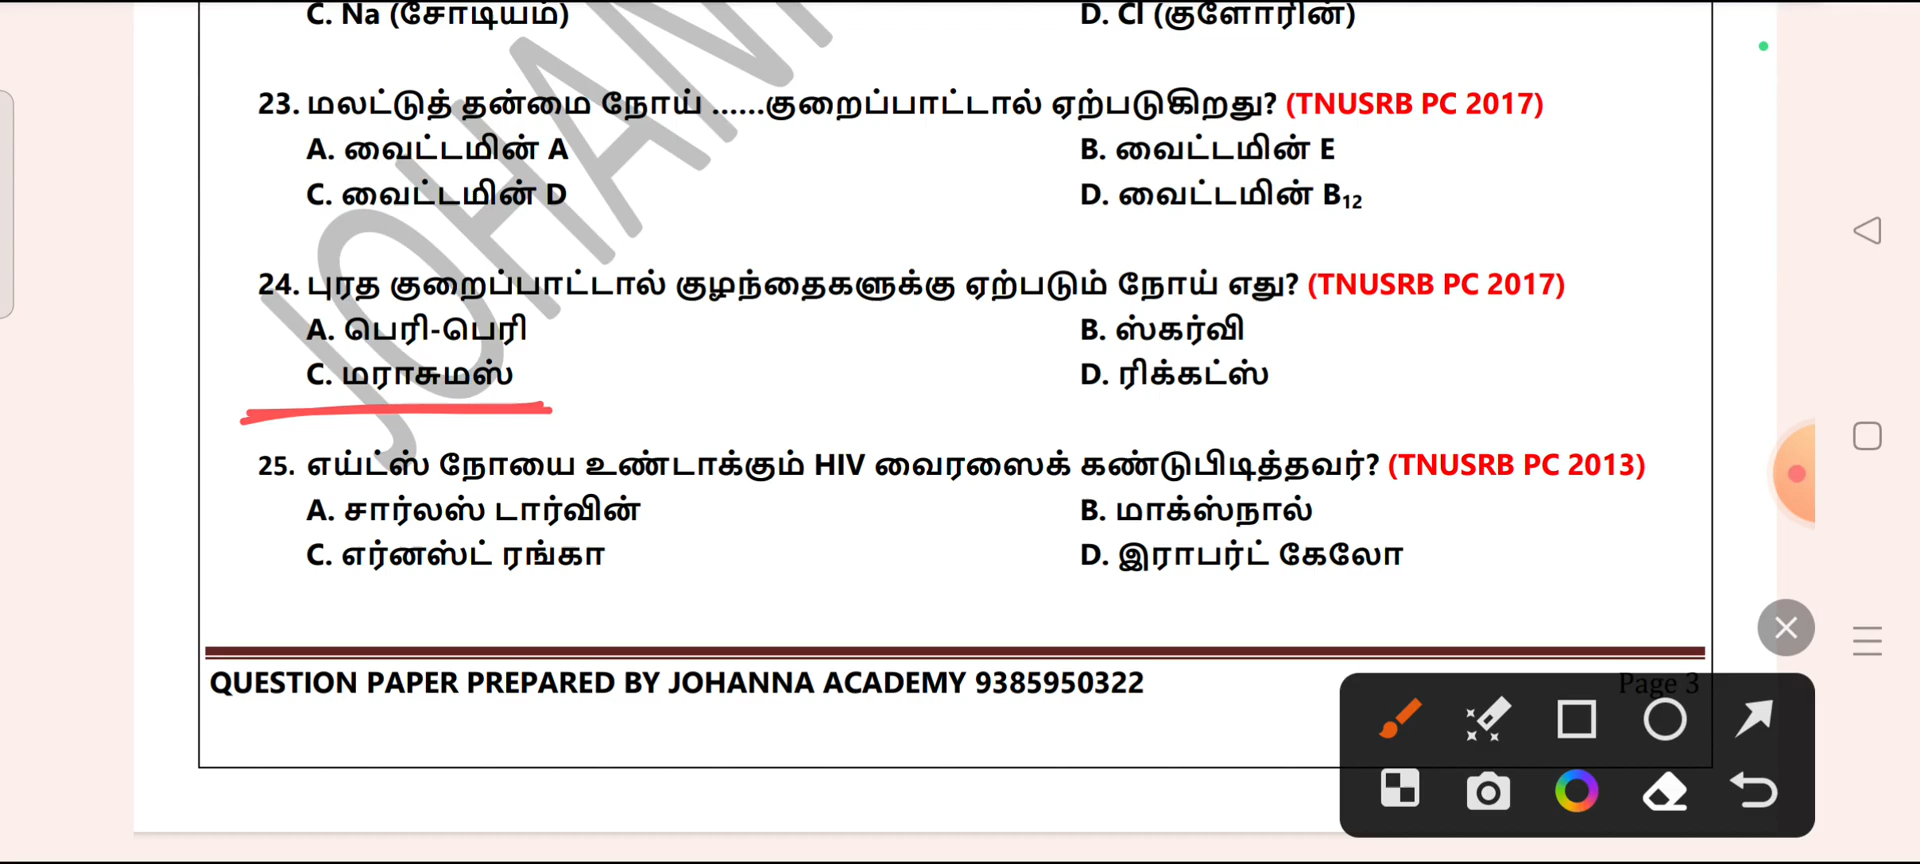 C. Na (சோடியம்) D. Cl (குளோரின்)
23. மலட்டுத் தன்மை நோய் ......குறைப்பாட்டால் ஏற்படுகிறது? (TNUSRB PC 2017)
A. வைட்டமின் A B. வைட்டமின் E
C. வைட்டமின் D D. வைட்டமின் B₁₂
24. புரத குறைப்பாட்டால் குழந்தைகளுக்கு ஏற்படும் நோய் எது? (TNUSRB PC 2017)
A. பெரி-பெரி B. ஸ்கர்வி
C. மராசுமஸ் D. ரிக்கட்ஸ்
25. எய்ட்ஸ் நோயை உண்டாக்கும் HIV வைரஸைக் கண்டுபிடித்தவர்? (TNUSRB PC 2013)
A. சார்லஸ் டார்வின் B. மாக்ஸ்நால்
C. எர்னஸ்ட் ரங்கா D. இராபர்ட் கேலோ
QUESTION PAPER PREPARED BY JOHANNA ACADEMY 9385950322 Page 3